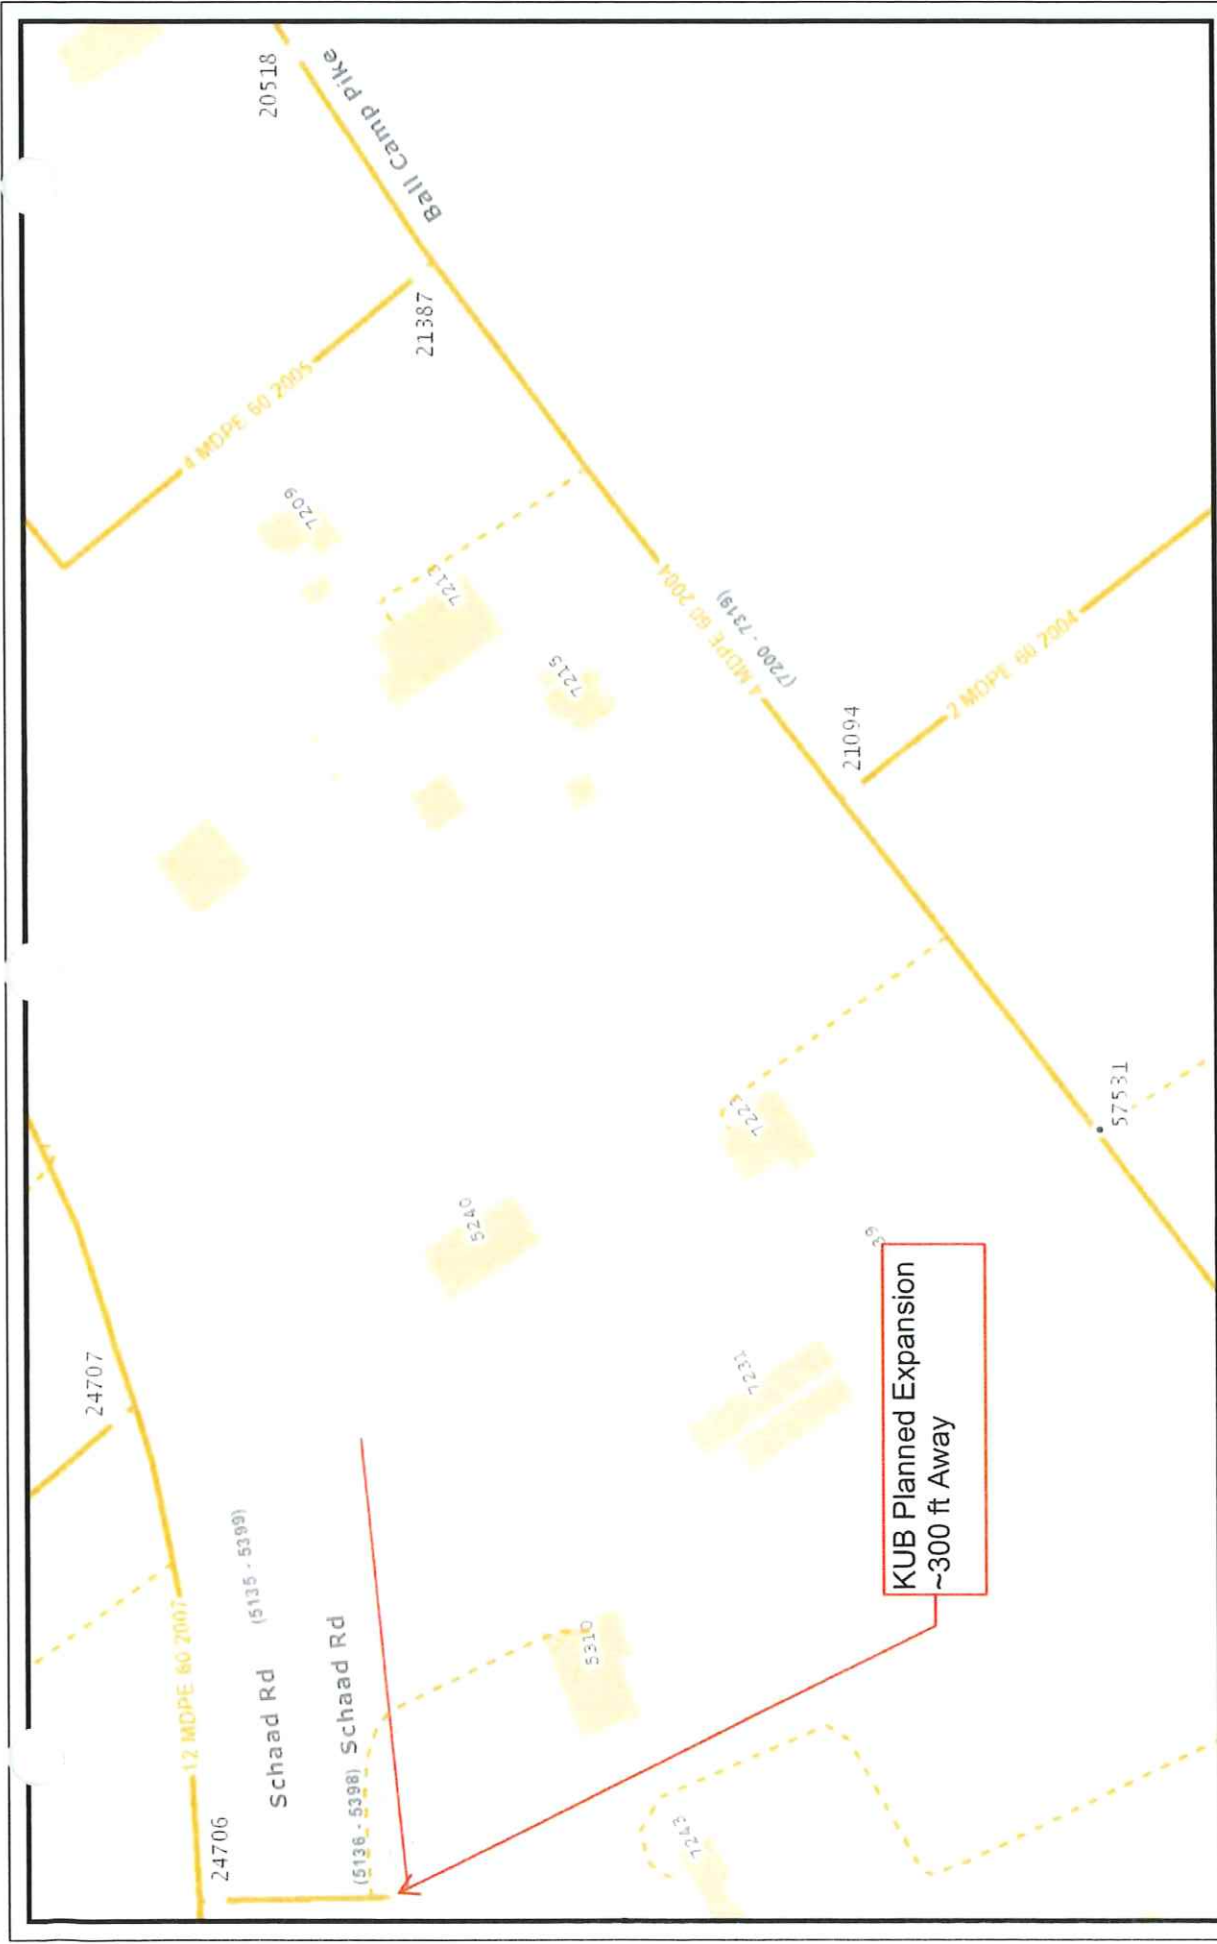 24706
24707
12 MDPE 60 2007
Schaad Rd
(5135 - 5399)
(5136 - 5398)
Schaad Rd
5310
7243
5240
7231
KUB Planned Expansion
~300 ft Away
39
7223
57531
21094
2 MDPE 60 2004
4 MDPE 60 2004
(7200 - 7319)
7215
7213
7209
4 MDPE 60 2005
21387
20518
Ball Camp Pike